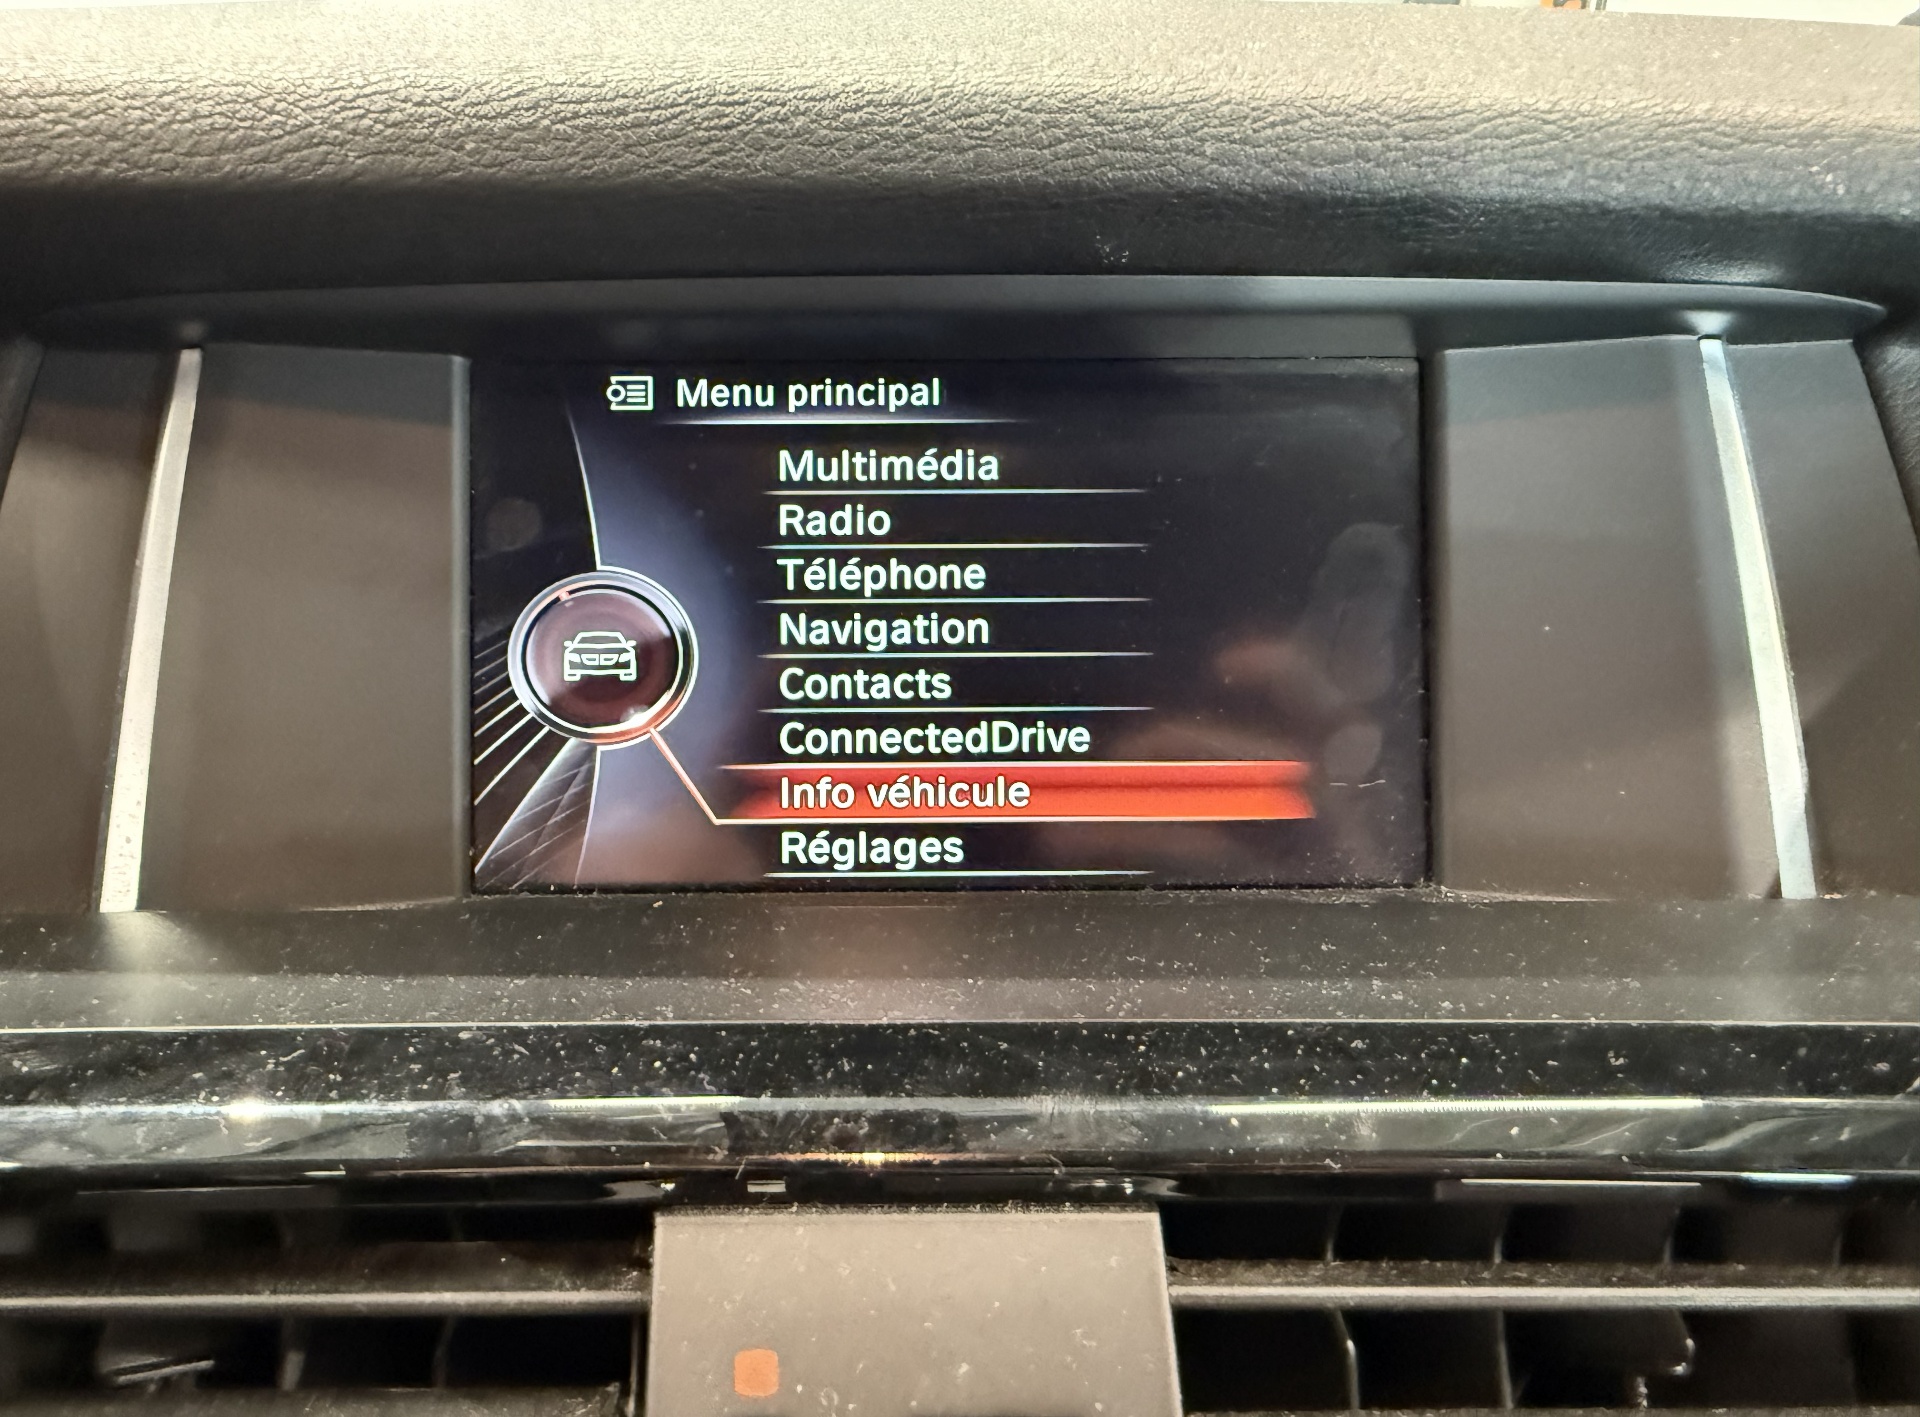 Menu principal
Multimédia
Radio
Téléphone
Navigation
Contacts
ConnectedDrive
Info véhicule
Réglages